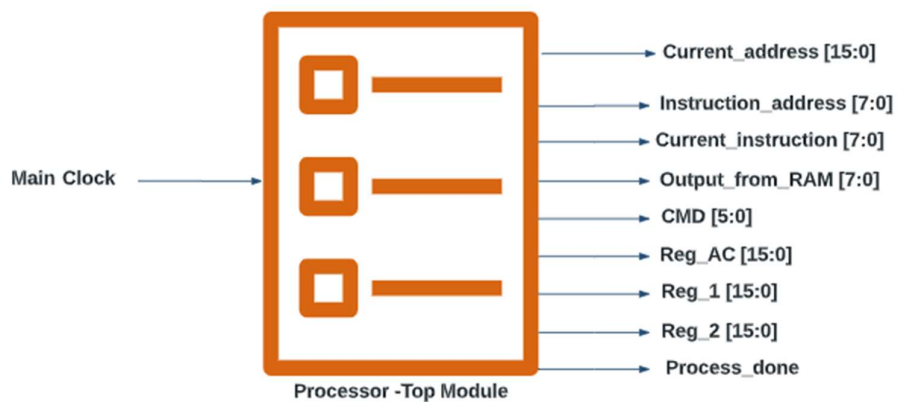 Main Clock
Current_address [15:0]
Instruction_address [7:0]
Current_instruction [7:0]
Output_from_RAM [7:0]
CMD [5:0]
Reg_AC [15:0]
Reg_1 [15:0]
Reg_2 [15:0]
Process_done
Processor -Top Module